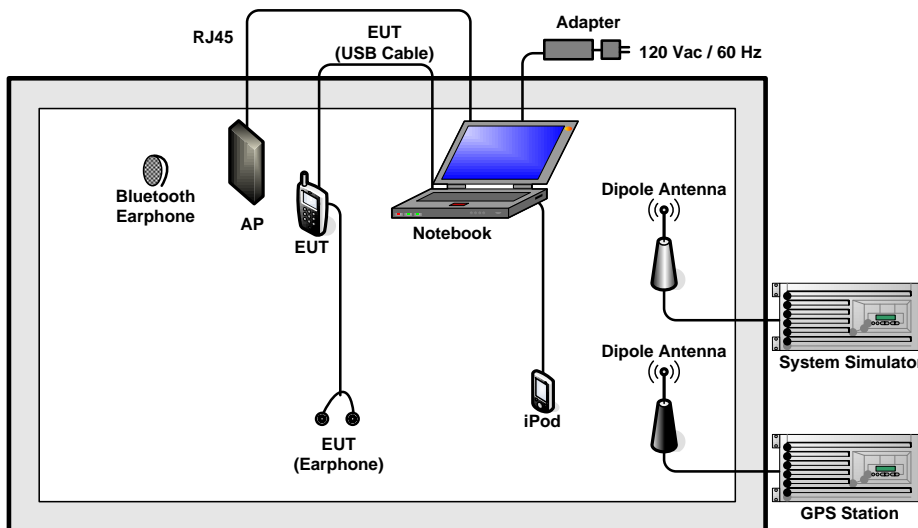 RJ45
EUT
(USB Cable)
Adapter
120 Vac / 60 Hz
Bluetooth
Earphone
AP
EUT
Notebook
Dipole Antenna
System Simulator
Dipole Antenna
iPod
EUT
(Earphone)
GPS Station